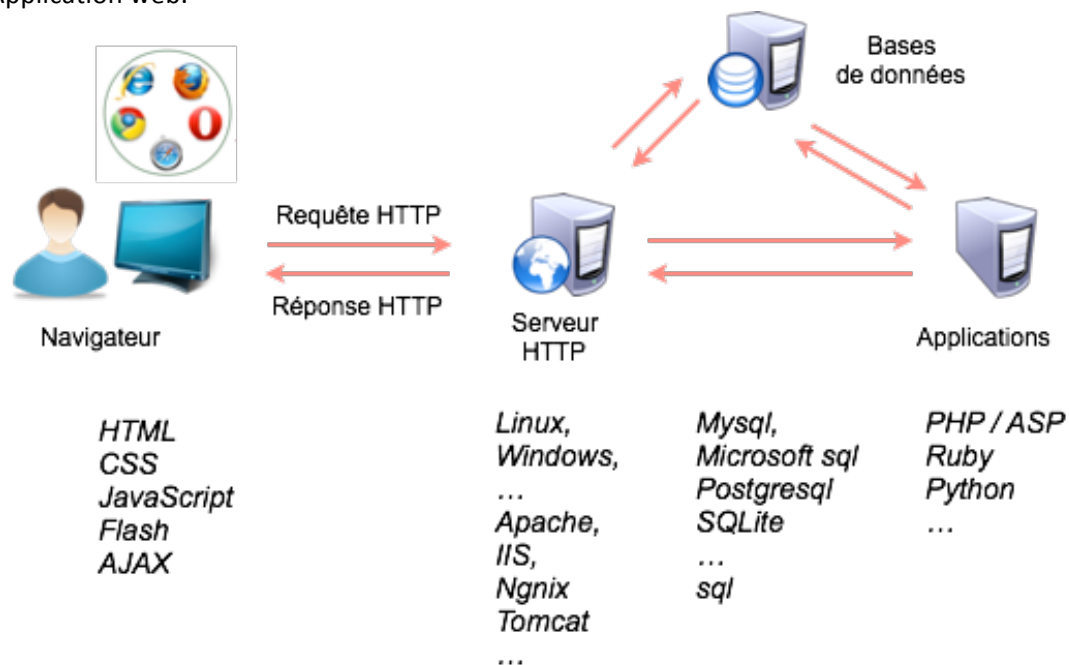 Application web.
Bases
de données
Requête HTTP
Réponse HTTP
Navigateur
Serveur
HTTP
Applications
HTML
CSS
JavaScript
Flash
AJAX
Linux,
Windows,
...
Apache,
IIS,
Ngnix
Tomcat
...
Mysql,
Microsoft sql
Postgresql
SQLite
...
sql
PHP / ASP
Ruby
Python
...